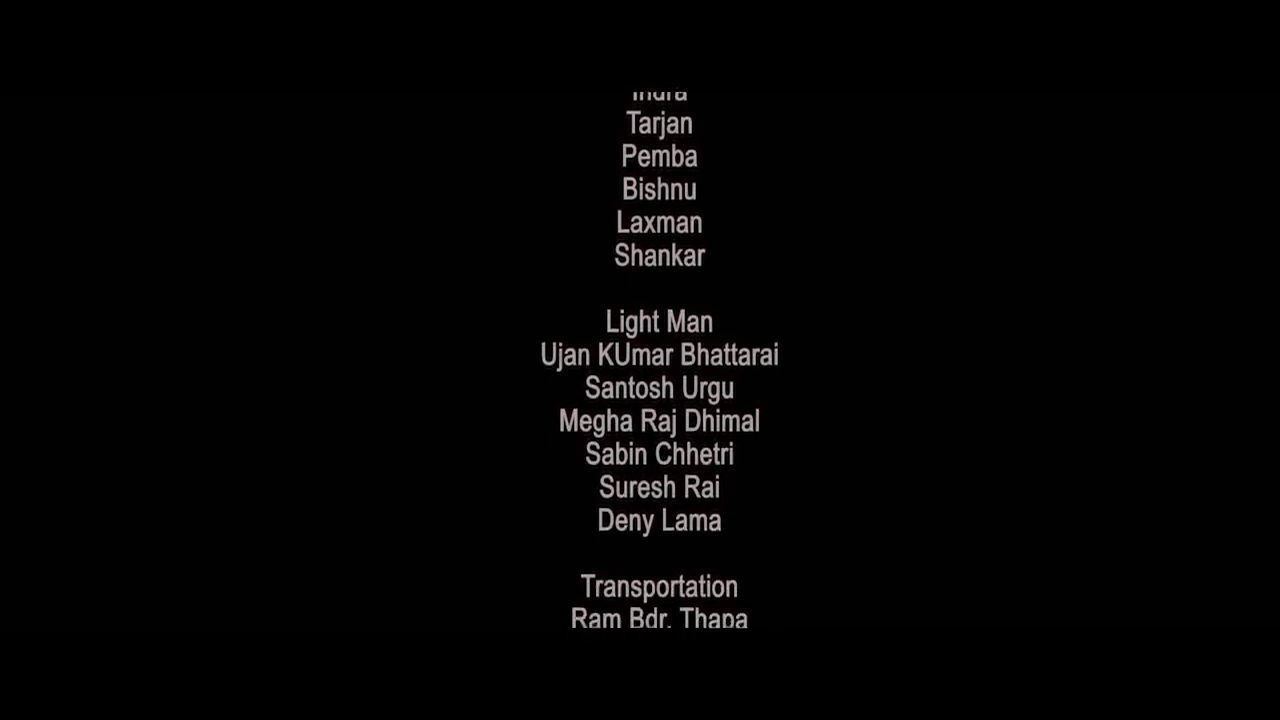 Indra
Tarjan
Pemba
Bishnu
Laxman
Shankar
Light Man
Ujan KUmar Bhattarai
Santosh Urgu
Megha Raj Dhimal
Sabin Chhetri
Suresh Rai
Deny Lama
Transportation
Ram Bdr. Thapa